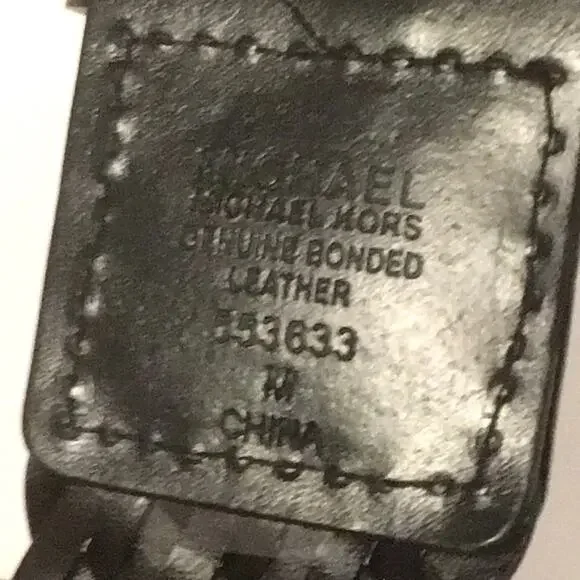 MICHAEL
MICHAEL KORS
GENUINE BONDED
LEATHER
553633
M
CHINA